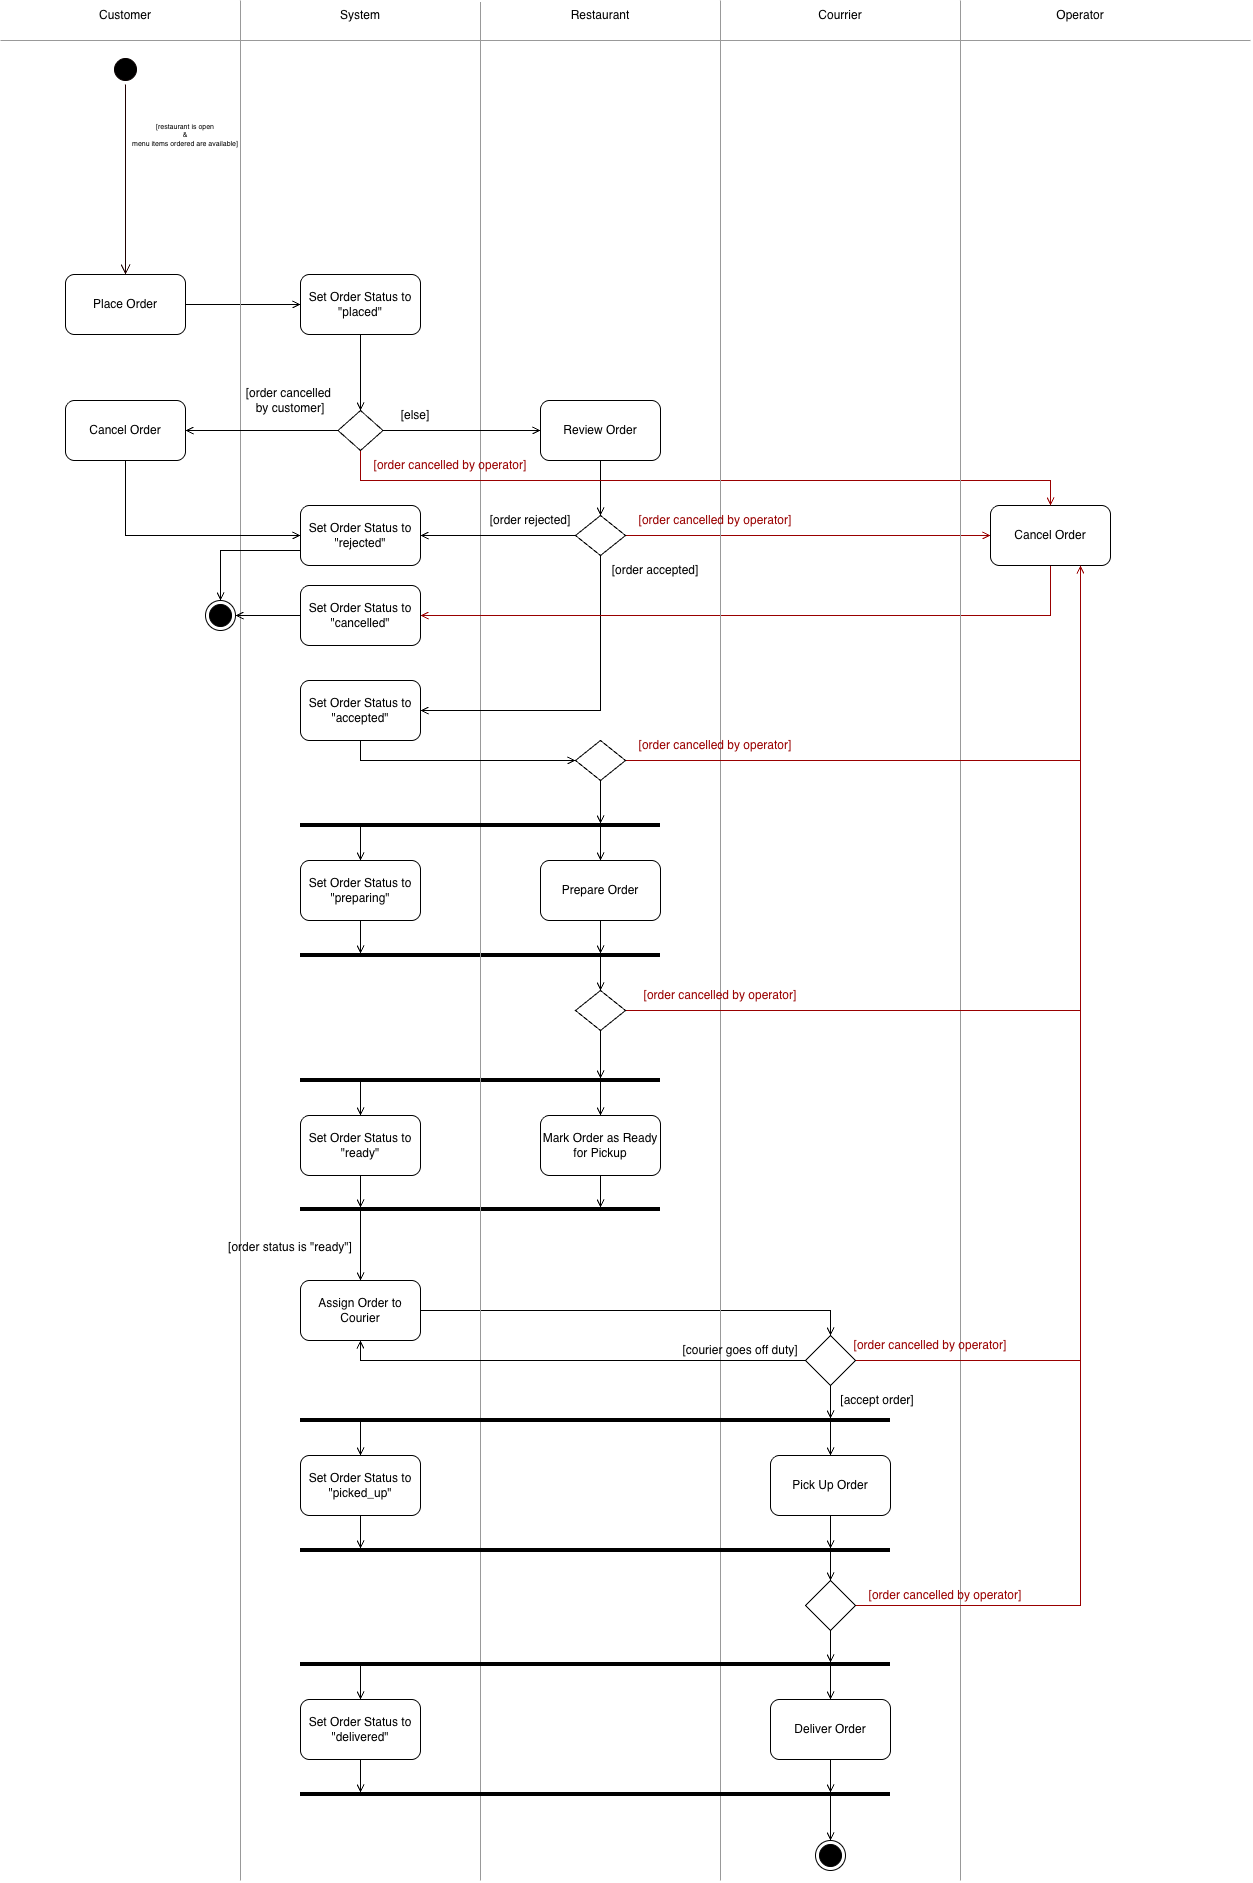 Customer
System
Restaurant
Courrier
Operator
[restaurant is open
&
menu items ordered are available]
Place Order
Set Order Status to
"placed"
[order cancelled
by customer]
[else]
Cancel Order
Review Order
[order cancelled by operator]
Set Order Status to
"rejected"
[order rejected]
[order cancelled by operator]
Cancel Order
[order accepted]
Set Order Status to
"cancelled"
Set Order Status to
"accepted"
[order cancelled by operator]
Set Order Status to
"preparing"
Prepare Order
[order cancelled by operator]
Set Order Status to
"ready"
Mark Order as Ready
for Pickup
[order status is "ready"]
Assign Order to
Courier
[courier goes off duty]
[order cancelled by operator]
[accept order]
Set Order Status to
"picked_up"
Pick Up Order
[order cancelled by operator]
Set Order Status to
"delivered"
Deliver Order